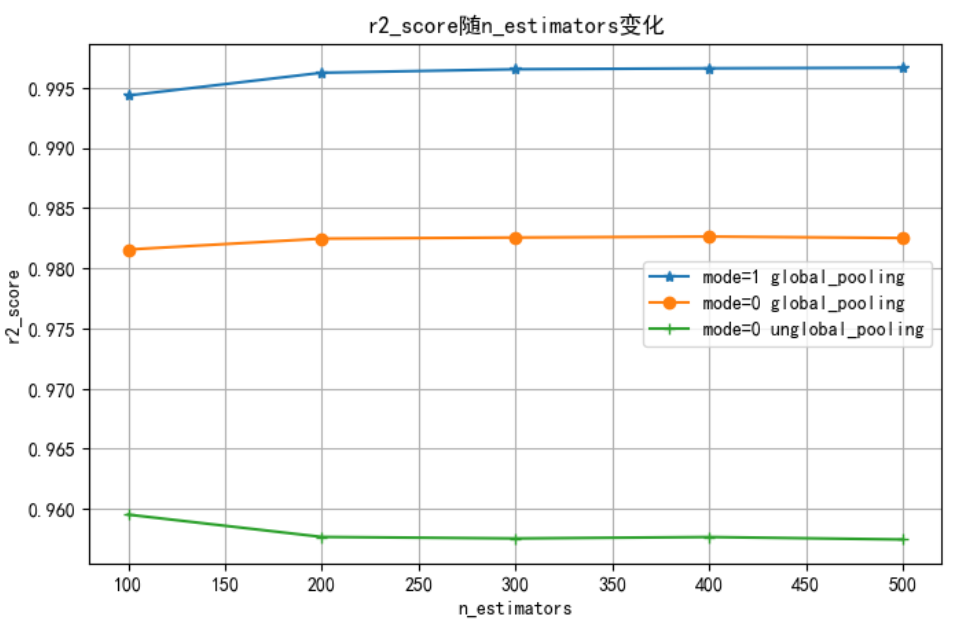 r2_score随n_estimators变化
0.995
0.990
0.985
0.980
0.975
0.970
0.965
0.960
r2_score
mode=1 global_pooling
mode=0 global_pooling
mode=0 unglobal_pooling
100 150 200 250 300 350 400 450 500
n_estimators